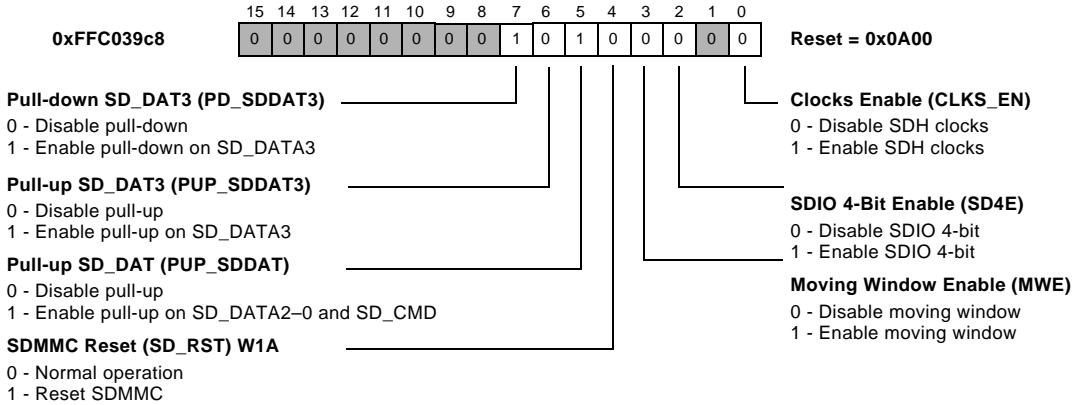 15 14 13 12 11 10 9 8 7 6 5 4 3 2 1 0
0xFFC039c8 0 0 0 0 0 0 0 0 1 0 1 0 0 0 0 0 Reset = 0x0A00
Pull-down SD_DAT3 (PD_SDDAT3)
0 - Disable pull-down
1 - Enable pull-down on SD_DATA3
Pull-up SD_DAT3 (PUP_SDDAT3)
0 - Disable pull-up
1 - Enable pull-up on SD_DATA3
Pull-up SD_DAT (PUP_SDDAT)
0 - Disable pull-up
1 - Enable pull-up on SD_DATA2–0 and SD_CMD
SDMMC Reset (SD_RST) W1A
0 - Normal operation
1 - Reset SDMMC
Clocks Enable (CLKS_EN)
0 - Disable SDH clocks
1 - Enable SDH clocks
SDIO 4-Bit Enable (SD4E)
0 - Disable SDIO 4-bit
1 - Enable SDIO 4-bit
Moving Window Enable (MWE)
0 - Disable moving window
1 - Enable moving window